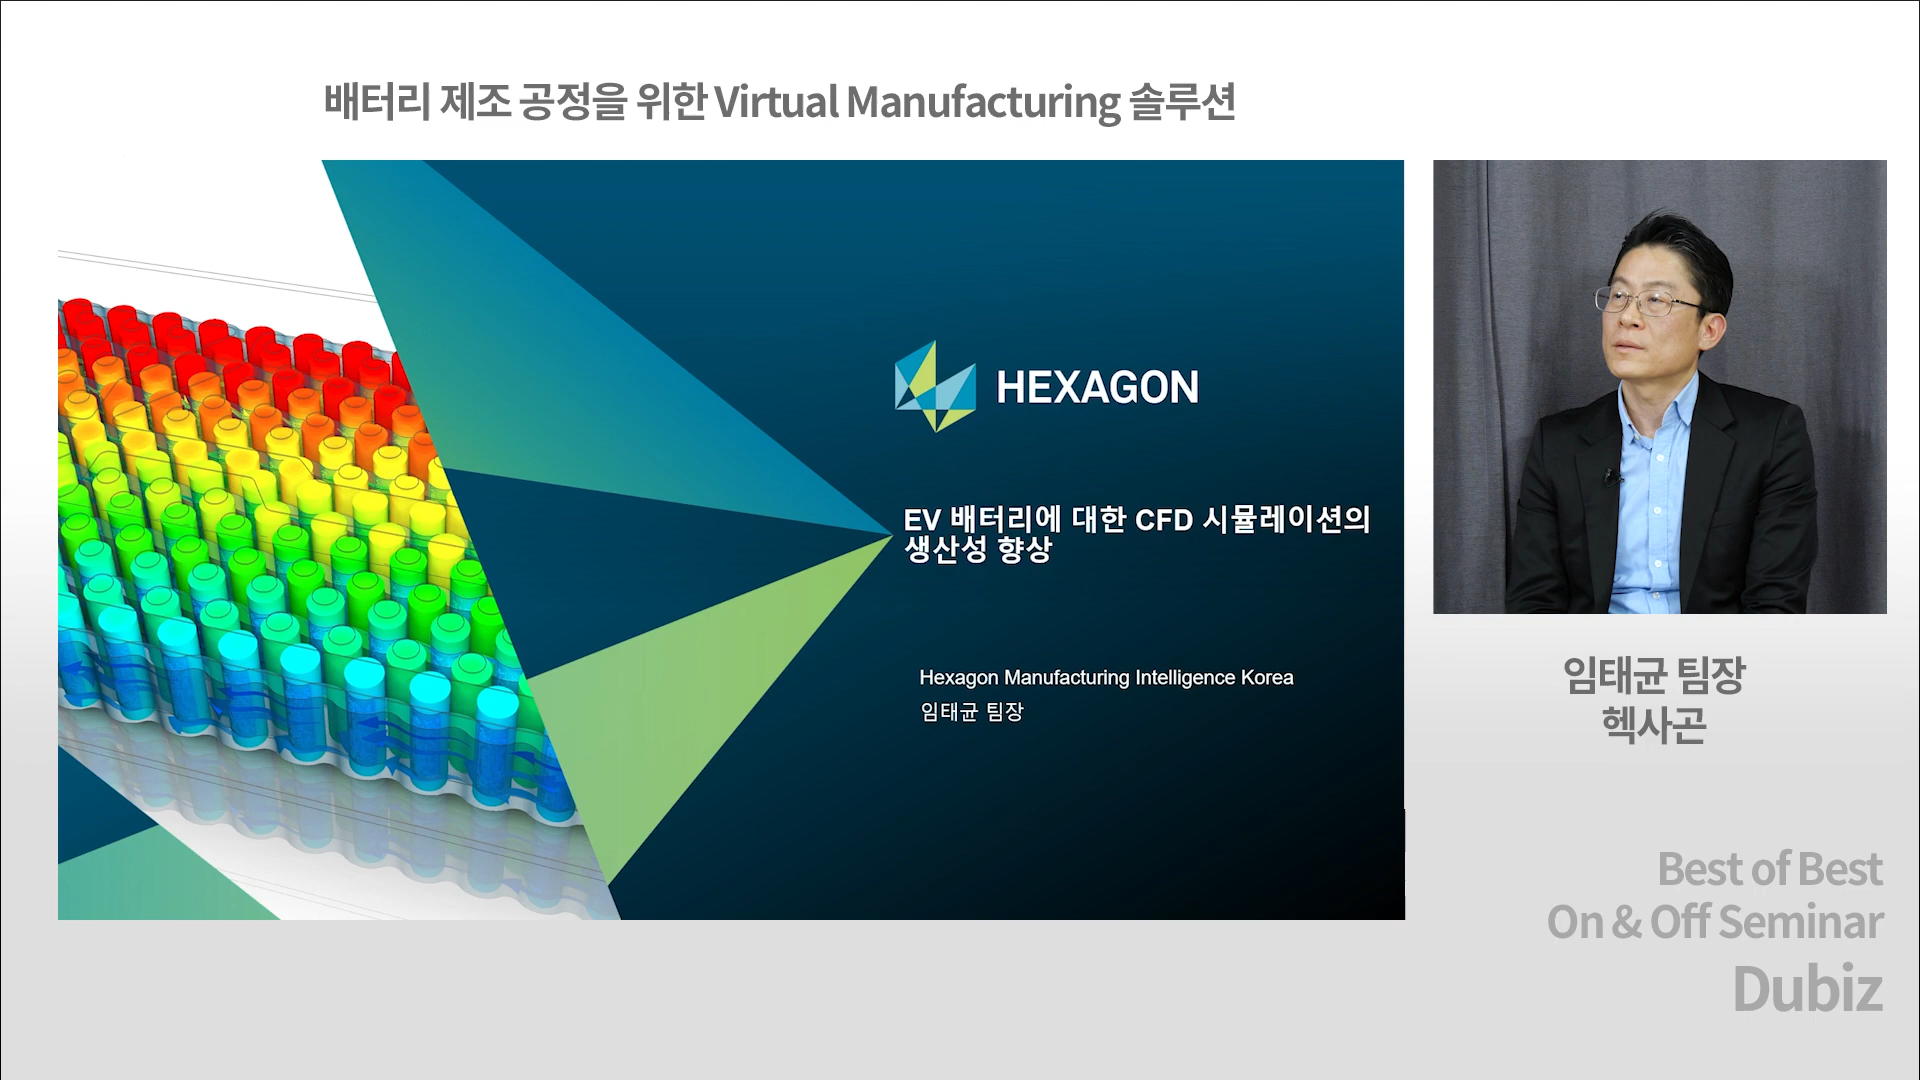 배터리 제조 공정을 위한 Virtual Manufacturing 솔루션
HEXAGON
EV 배터리에 대한 CFD 시뮬레이션의
생산성 향상
Hexagon Manufacturing Intelligence Korea
임태균 팀장
임태균 팀장
헥사곤
Best of Best
On & Off Seminar
Dubiz